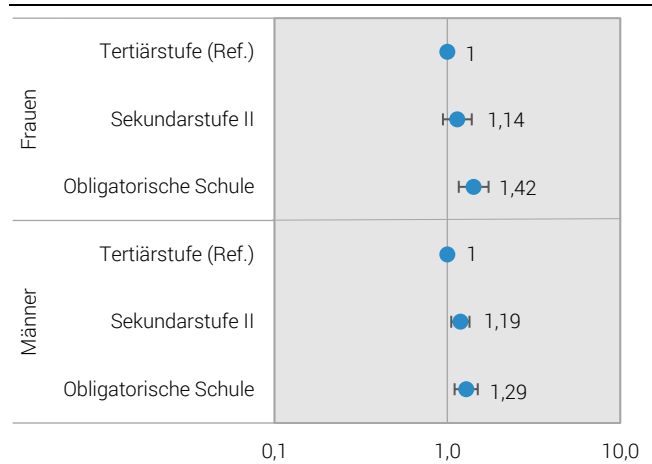 Frauen
Tertiärstufe (Ref.)
1
Sekundarstufe II
1,14
Obligatorische Schule
1,42
Männer
Tertiärstufe (Ref.)
1
Sekundarstufe II
1,19
Obligatorische Schule
1,29
0,1
1,0
10,0